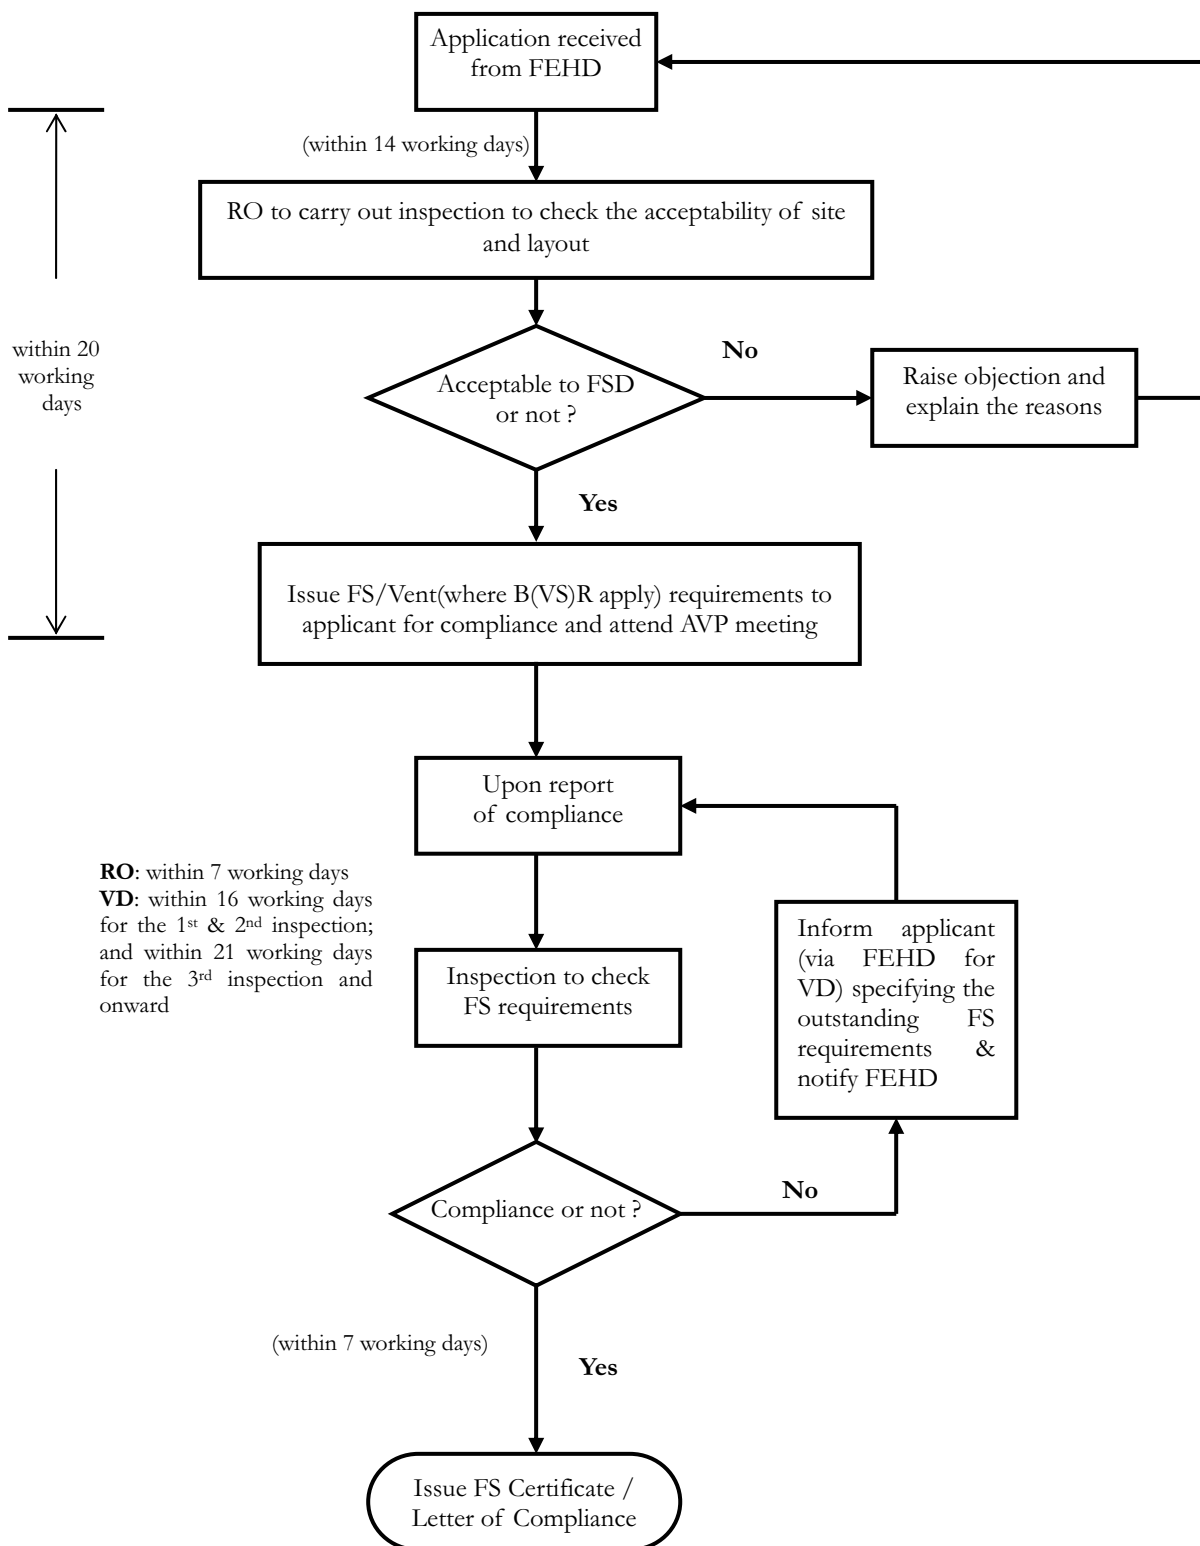 Application received
from FEHD
(within 14 working days)
RO to carry out inspection to check the acceptability of site
and layout
within 20
working
days
Acceptable to FSD
or not ?
No
Raise objection and
explain the reasons
Yes
Issue FS/Vent(where B(VS)R apply) requirements to
applicant for compliance and attend AVP meeting
Upon report
of compliance
RO: within 7 working days
VD: within 16 working days
for the 1st & 2nd inspection;
and within 21 working days
for the 3rd inspection and
onward
Inspection to check
FS requirements
Inform applicant
(via FEHD for
VD) specifying the
outstanding FS
requirements &
notify FEHD
Compliance or not ?
No
(within 7 working days)
Yes
Issue FS Certificate /
Letter of Compliance